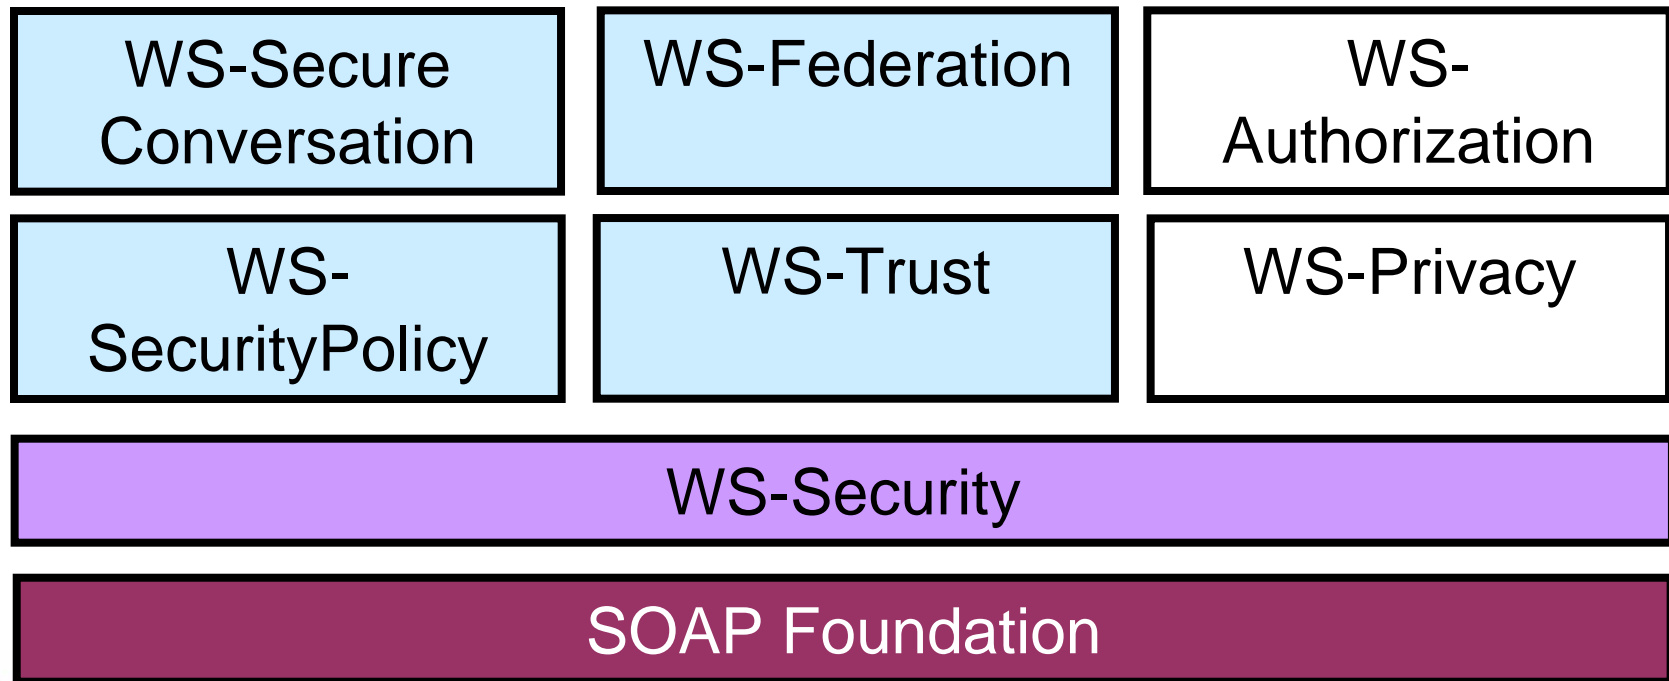 WS-Secure
Conversation
WS-Federation
WS-
Authorization
WS-
SecurityPolicy
WS-Trust
WS-Privacy
WS-Security
SOAP Foundation